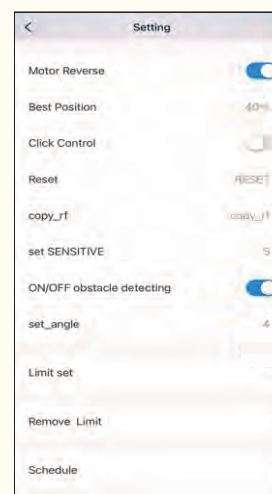 Setting
Motor Reverse
Best Position 40%
Click Control
Reset RESET
copy_rf
set SENSITIVE
ON/OFF obstacle detecting
set_angle 4
Limit set
Remove Limit
Schedule